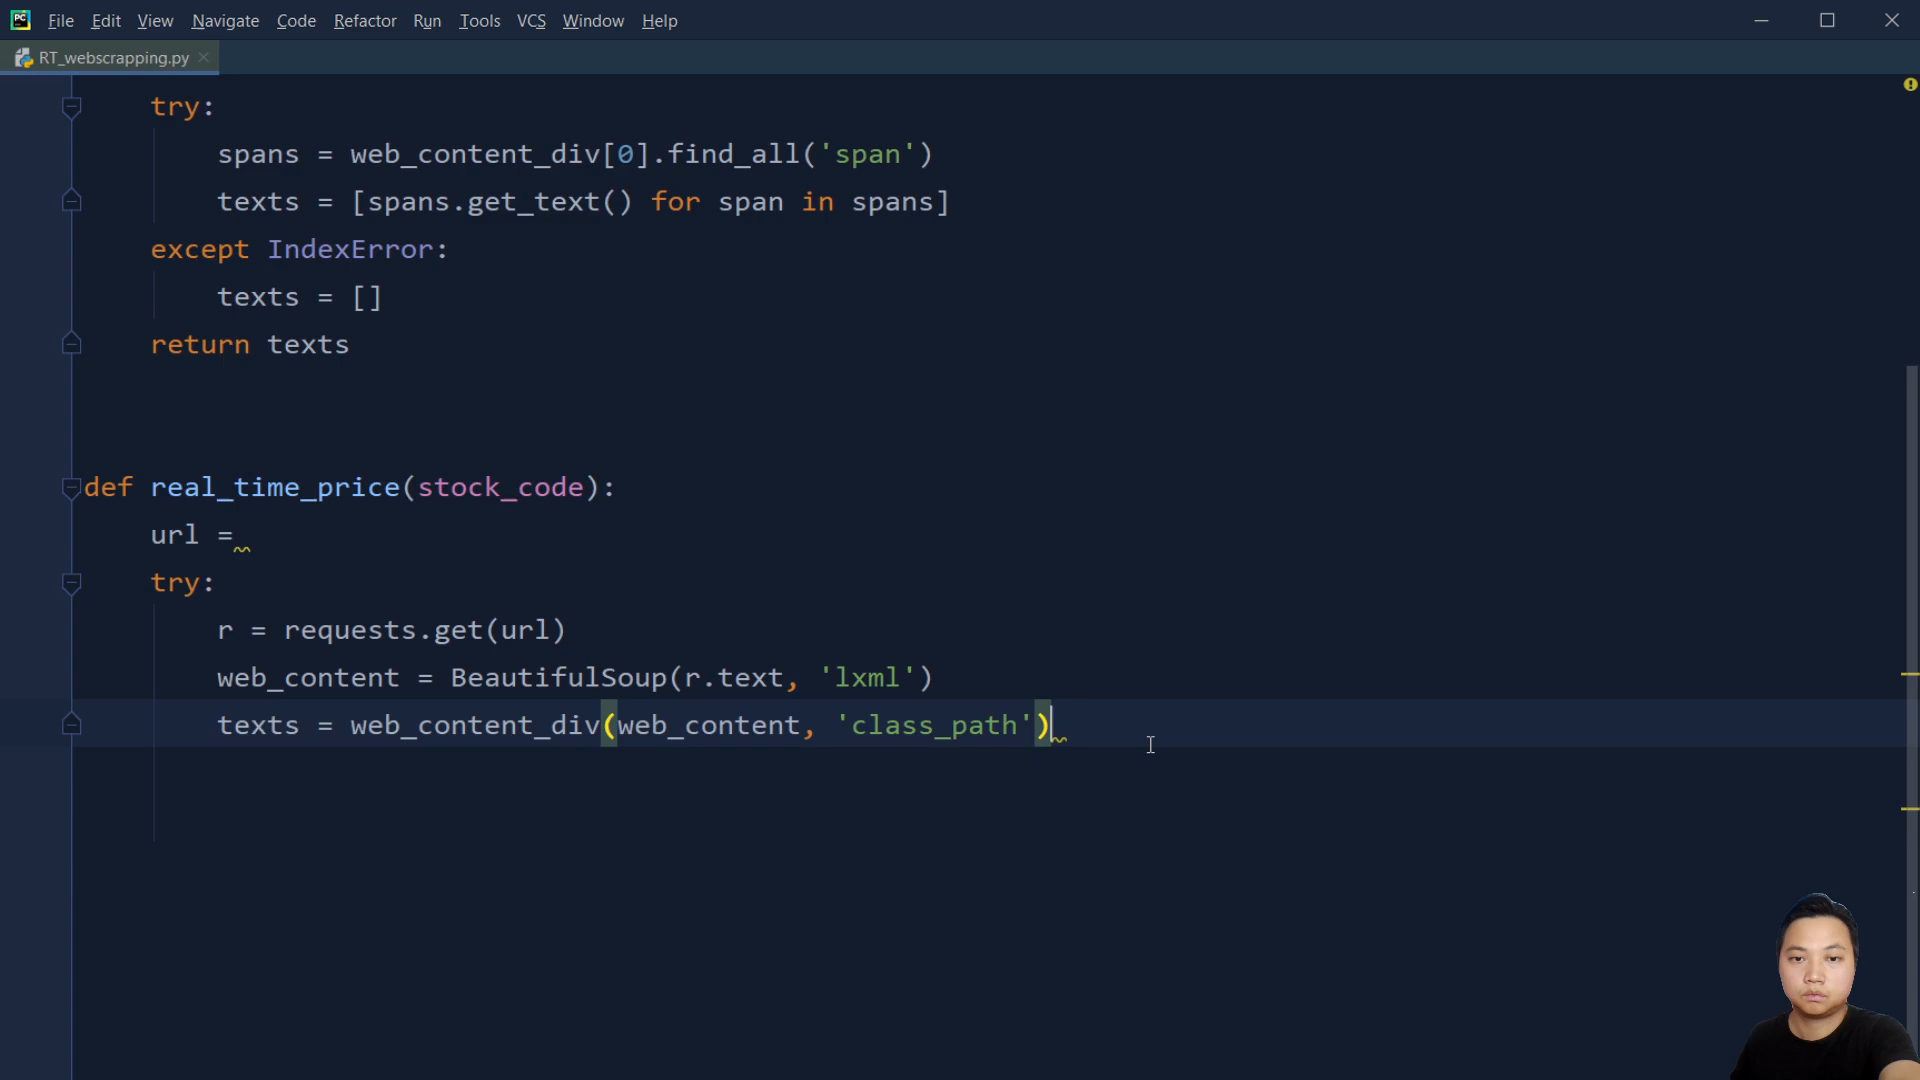 PC File Edit View Navigate Code Refactor Run Tools VCS Window Help
RT_webscrapping.py
try:
spans = web_content_div[0].find_all('span')
texts = [spans.get_text() for span in spans]
except IndexError:
texts = []
return texts
def real_time_price(stock_code):
url =
try:
r = requests.get(url)
web_content = BeautifulSoup(r.text, 'lxml')
texts = web_content_div(web_content, 'class_path')